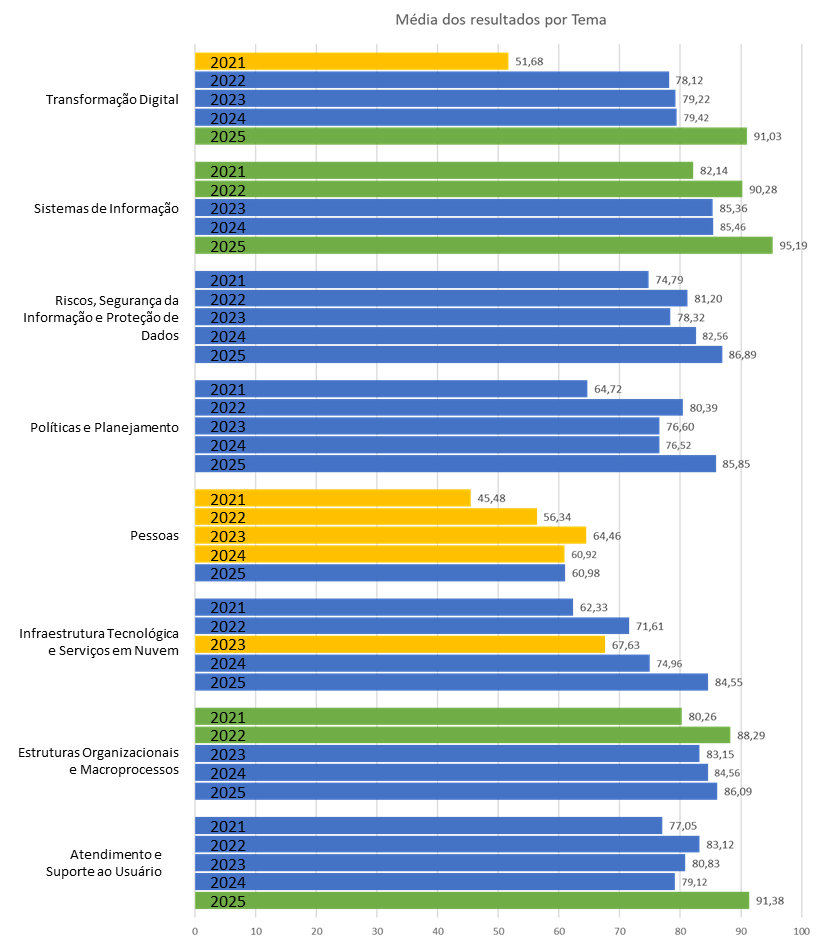 Média dos resultados por Tema
Transformação Digital
2021 51,68
2022 78,12
2023 79,22
2024 79,42
2025 91,03
Sistemas de Informação
2021 82,14
2022 90,28
2023 85,36
2024 85,46
2025 95,19
Riscos, Segurança da
Informação e Proteção de
Dados
2021 74,79
2022 81,20
2023 78,32
2024 82,56
2025 86,89
Políticas e Planejamento
2021 64,72
2022 80,39
2023 76,60
2024 76,52
2025 85,85
Pessoas
2021 45,48
2022 56,34
2023 64,46
2024 60,92
2025 60,98
Infraestrutura Tecnológica
e Serviços em Nuvem
2021 62,33
2022 71,61
2023 67,63
2024 74,96
2025 84,55
Estruturas Organizacionais
e Macroprocessos
2021 80,26
2022 88,29
2023 83,15
2024 84,56
2025 86,09
Atendimento e
Suporte ao Usuário
2021 77,05
2022 83,12
2023 80,83
2024 79,12
2025 91,38
0 10 20 30 40 50 60 70 80 90 100